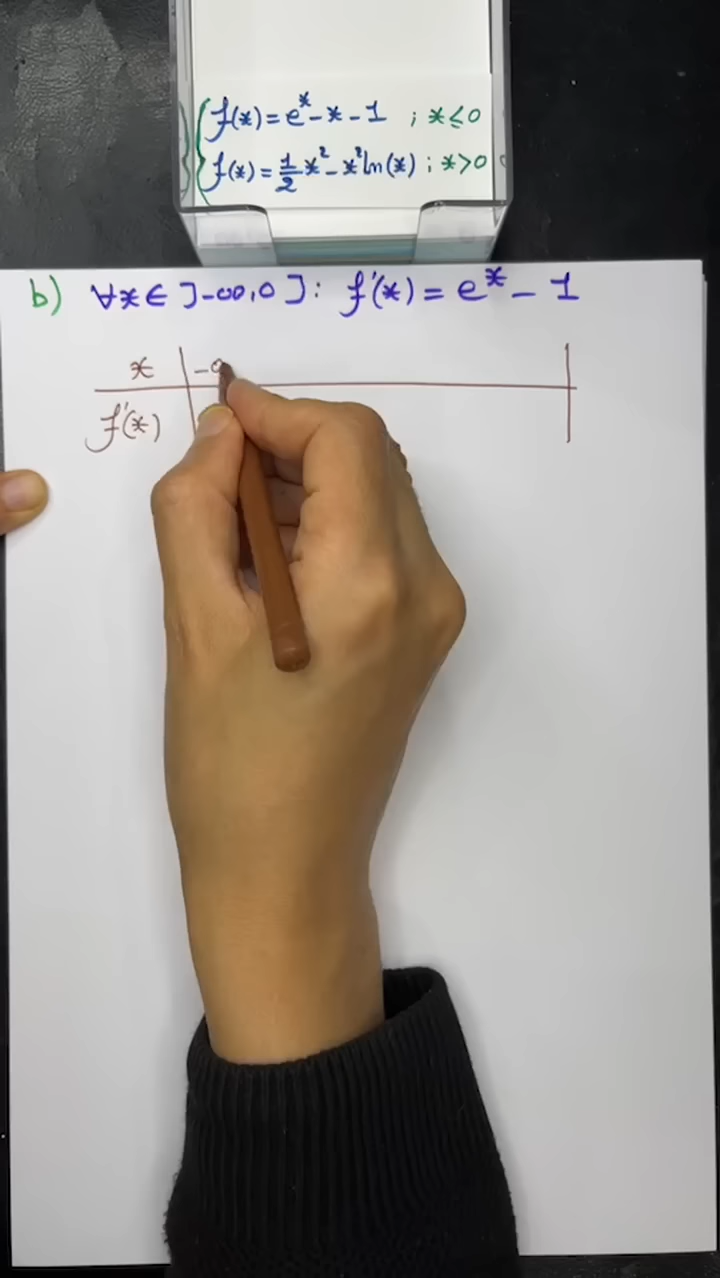 f(x) = e^x - x - 1 ; x ≤ 0
f(x) = 1/2 x² - x² ln(x) ; x > 0
b) ∀x ∈ ]-∞, 0]: f'(x) = e^x - 1
x -
f'(x)